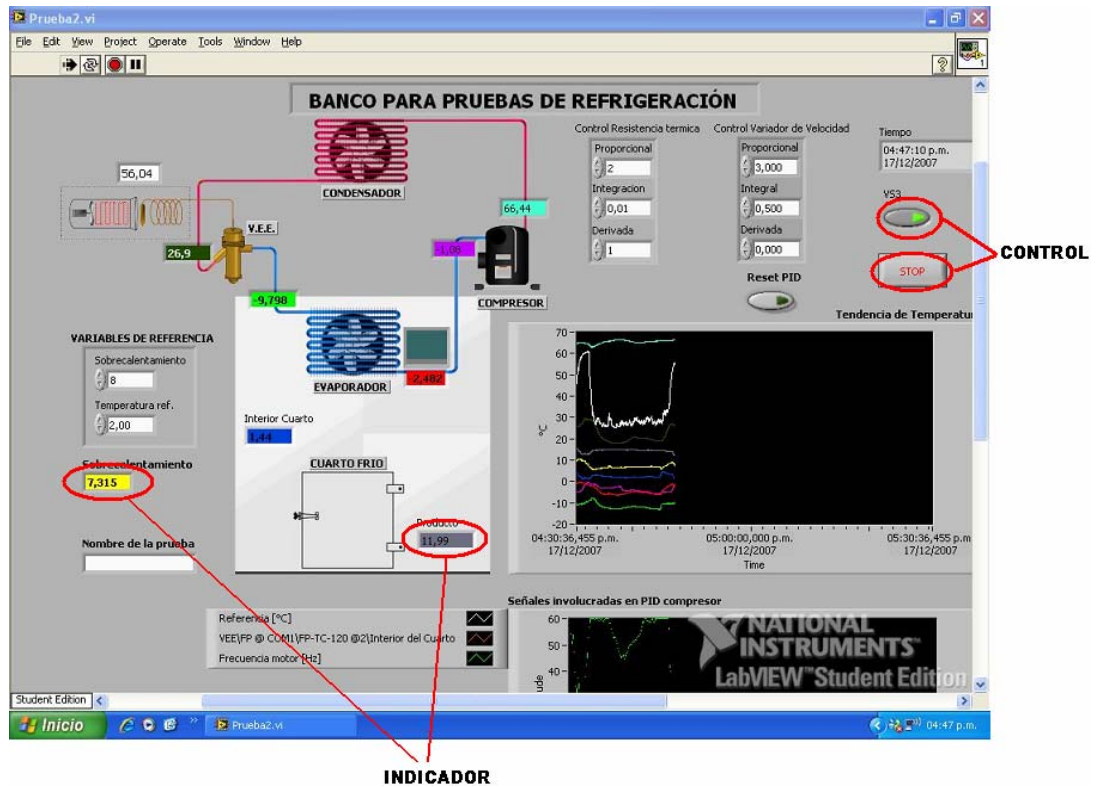 Prueba2.vi
File Edit View Project Operate Tools Window Help
BANCO PARA PRUEBAS DE REFRIGERACIÓN
CONDENSADOR
56,04
V.E.E.
26,9
66,44
COMPRESOR
-9,798
EVAPORADOR
-2,482
Control Resistencia termica
Proporcional
2
Integracion
0,01
Derivada
1
Control Variador de Velocidad
Proporcional
3,000
Integral
0,500
Derivada
0,000
Reset PID
Tiempo
04:47:10 p.m.
17/12/2007
VS3
STOP
CONTROL
VARIABLES DE REFERENCIA
Sobrecalentamiento
8
Temperatura ref.
2,00
Sobrecalentamiento
7,315
Nombre de la prueba
Interior Cuarto
1,44
CUARTO FRIO
Producto
11,99
Tendencia de Temperatu
70
60
50
40
30
20
10
0
-10
-20
°C
04:30:36,455 p.m. 05:00:00,000 p.m. 05:30:36,455 p.m
17/12/2007 17/12/2007 17/12/2007
Time
Referencia [°C]
VEE\FP @ COM1\FP-TC-120 @2\Interior del Cuarto
Frecuencia motor [Hz]
Señales involucradas en PID compresor
60
50
40
ude
NATIONAL
INSTRUMENTS™
LabVIEW™ Student Edition
Student Edition
Inicio
Prueba2.vi
04:47 p.m.
INDICADOR